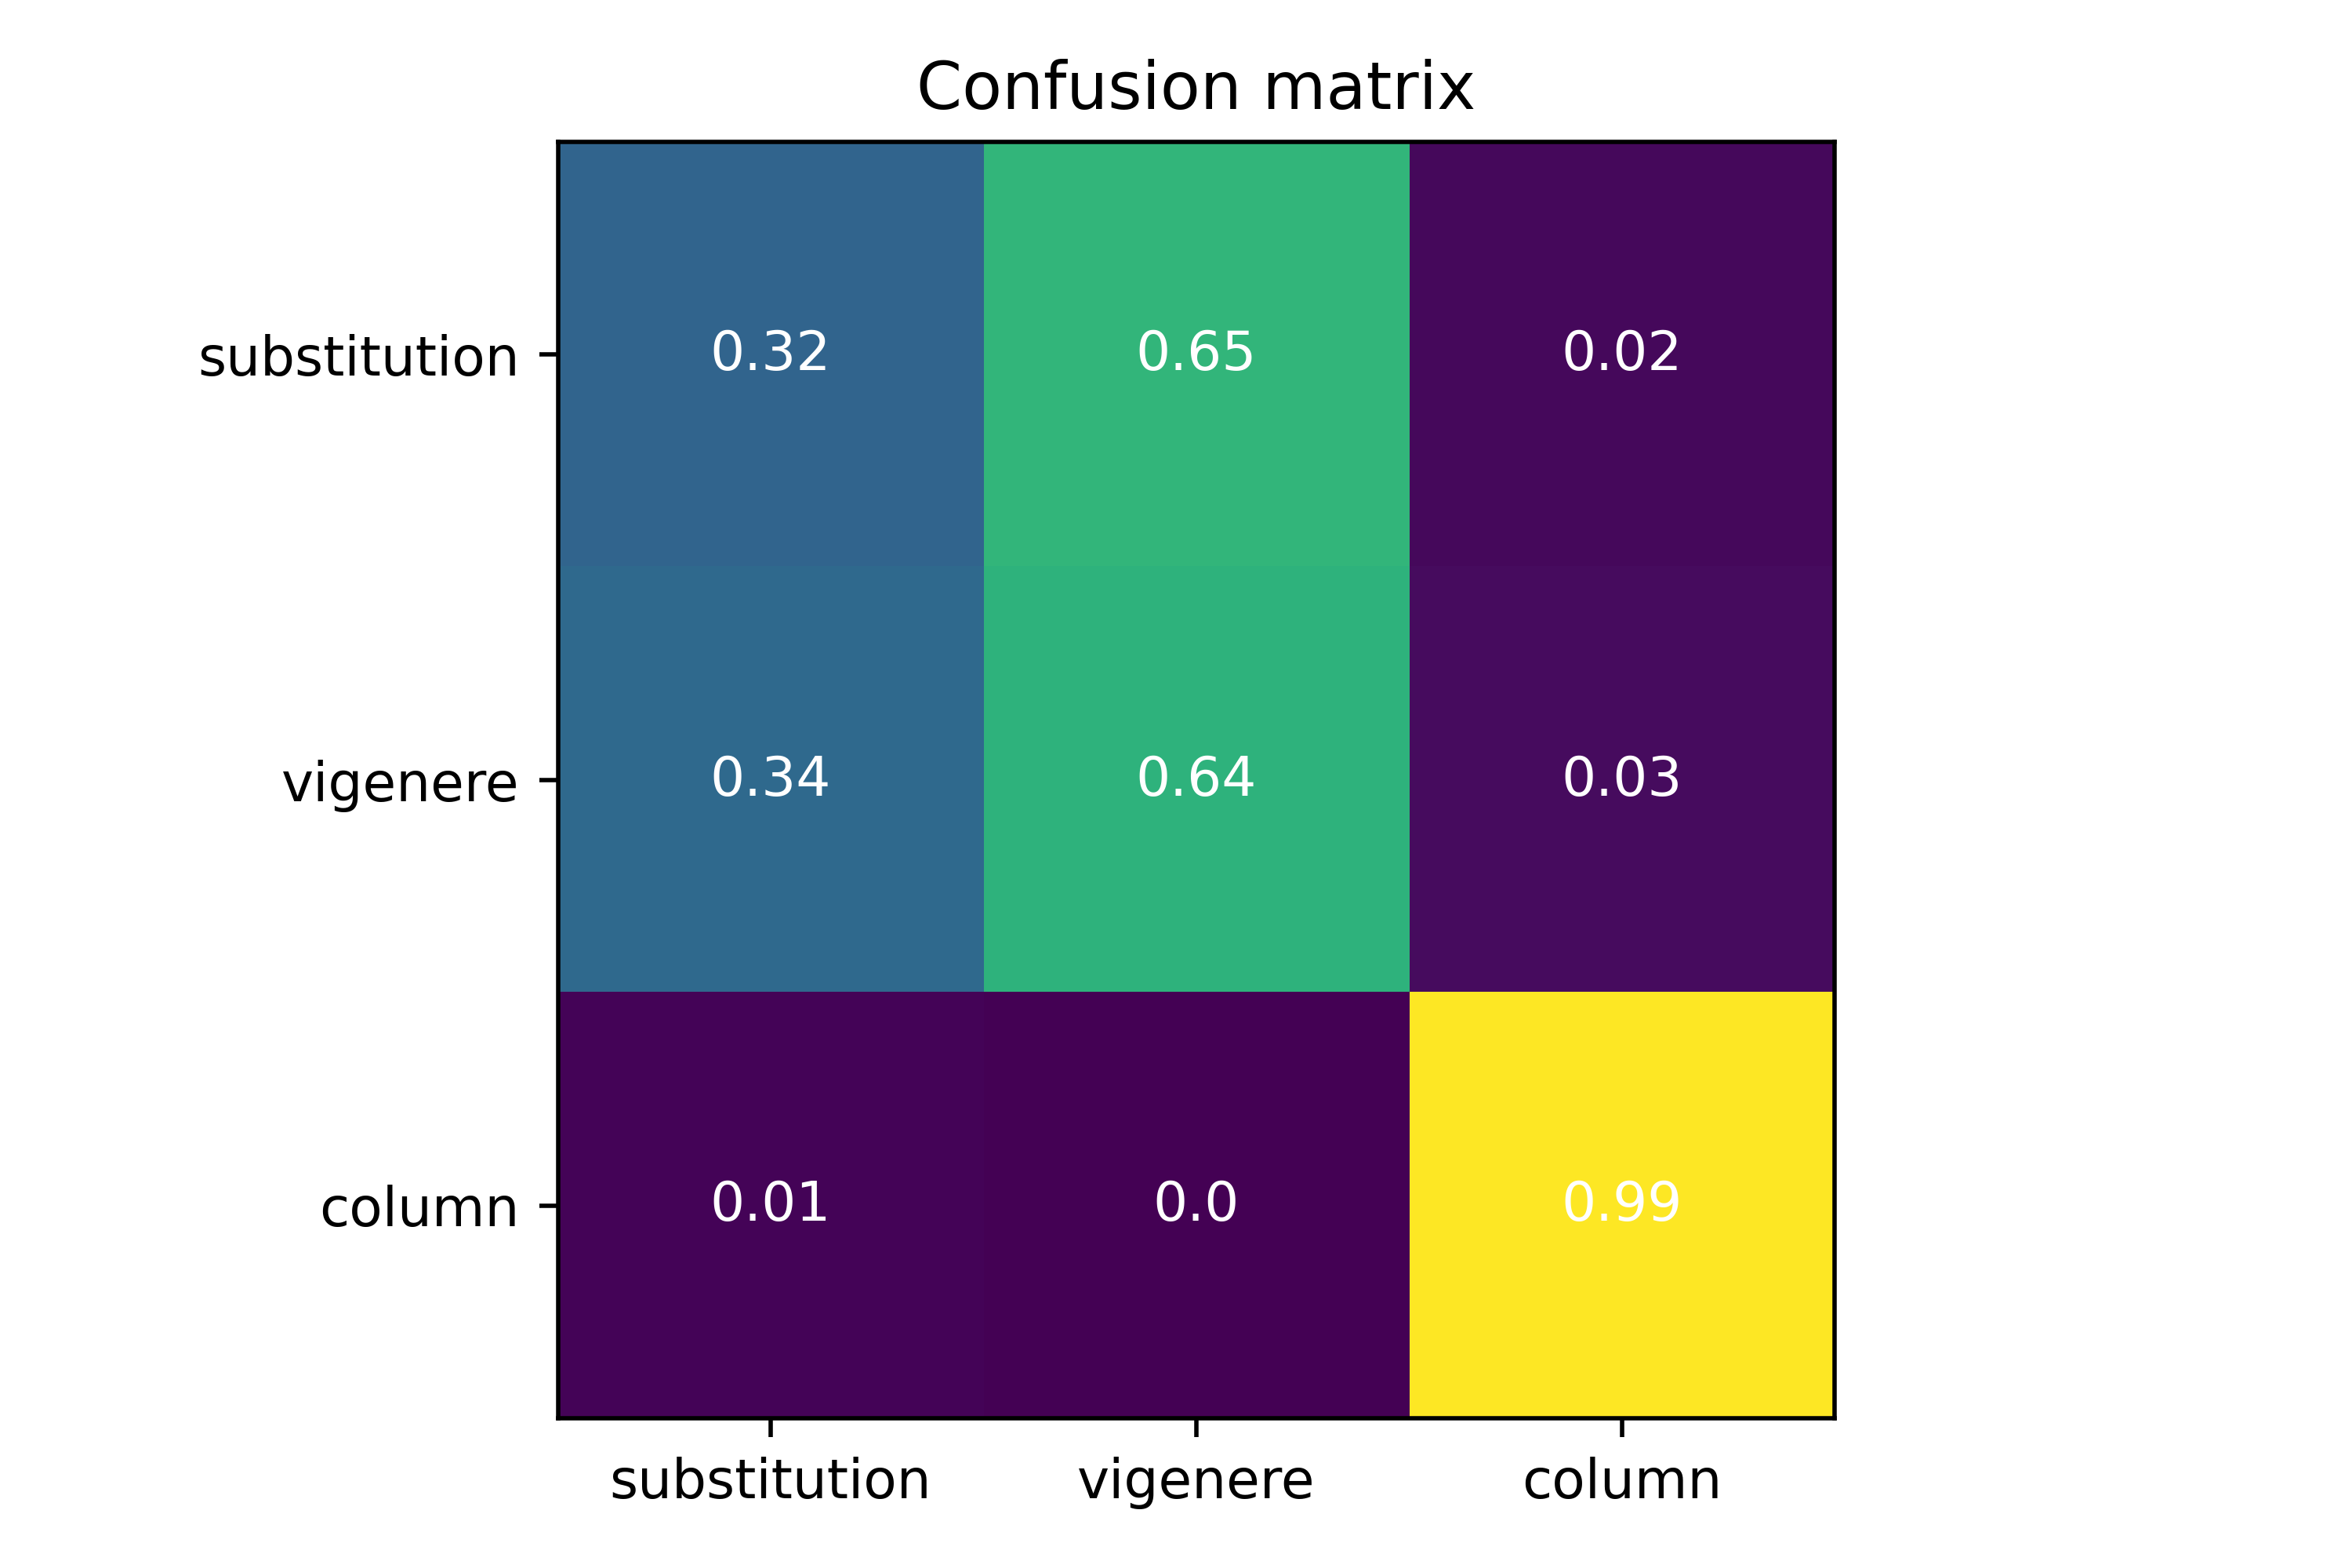 Confusion matrix
substitution 0.32 0.65 0.02
vigenere 0.34 0.64 0.03
column 0.01 0.0 0.99
substitution vigenere column